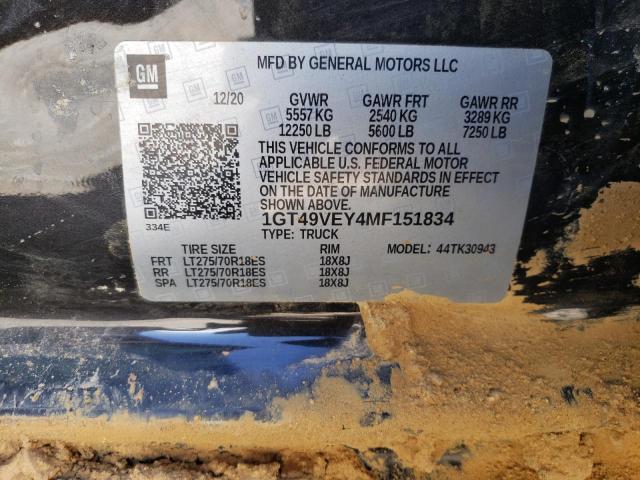 GM
MFD BY GENERAL MOTORS LLC
12/20 GVWR GAWR FRT GAWR RR
5557 KG 2540 KG 3289 KG
12250 LB 5600 LB 7250 LB
THIS VEHICLE CONFORMS TO ALL
APPLICABLE U.S. FEDERAL MOTOR
VEHICLE SAFETY STANDARDS IN EFFECT
ON THE DATE OF MANUFACTURE
SHOWN ABOVE.
334E
1GT49VEY4MF151834
TYPE: TRUCK
TIRE SIZE RIM MODEL: 44TK30943
FRT LT275/70R18ES 18X8J
RR LT275/70R18ES 18X8J
SPA LT275/70R18ES 18X8J